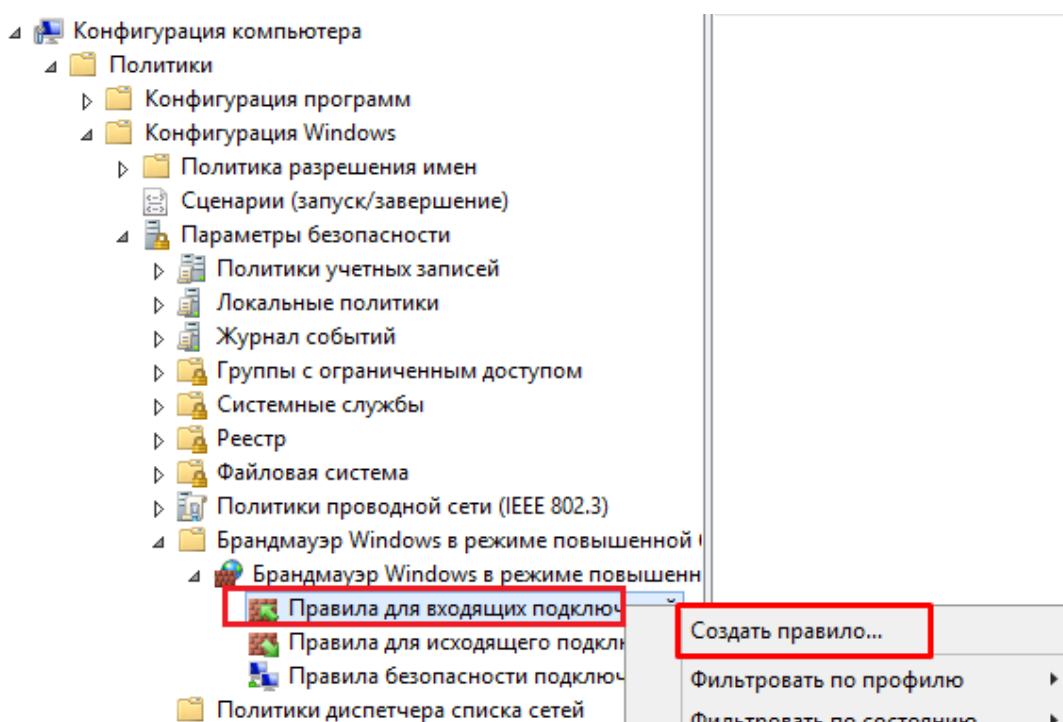 Конфигурация компьютера
Политики
Конфигурация программ
Конфигурация Windows
Политика разрешения имен
Сценарии (запуск/завершение)
Параметры безопасности
Политики учетных записей
Локальные политики
Журнал событий
Группы с ограниченным доступом
Системные службы
Реестр
Файловая система
Политики проводной сети (IEEE 802.3)
Брандмауэр Windows в режиме повышенной
Брандмауэр Windows в режиме повышенн
Правила для входящих подключ
Создать правило...
Правила для исходящего подкл
Правила безопасности подключ
Фильтровать по профилю
Политики диспетчера списка сетей
Фильтровать по состоянию